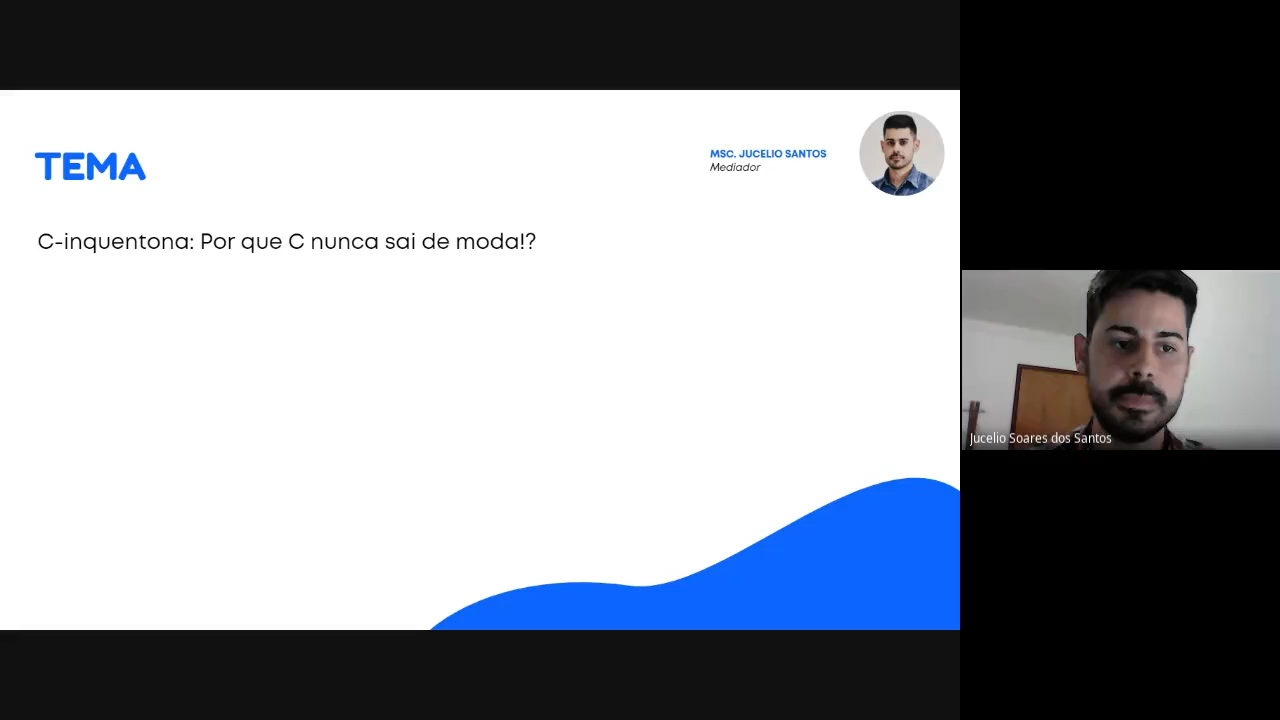 TEMA
MSC. JUCELIO SANTOS
Mediador
C-inquentona: Por que C nunca sai de moda!?
Jucelio Soares dos Santos